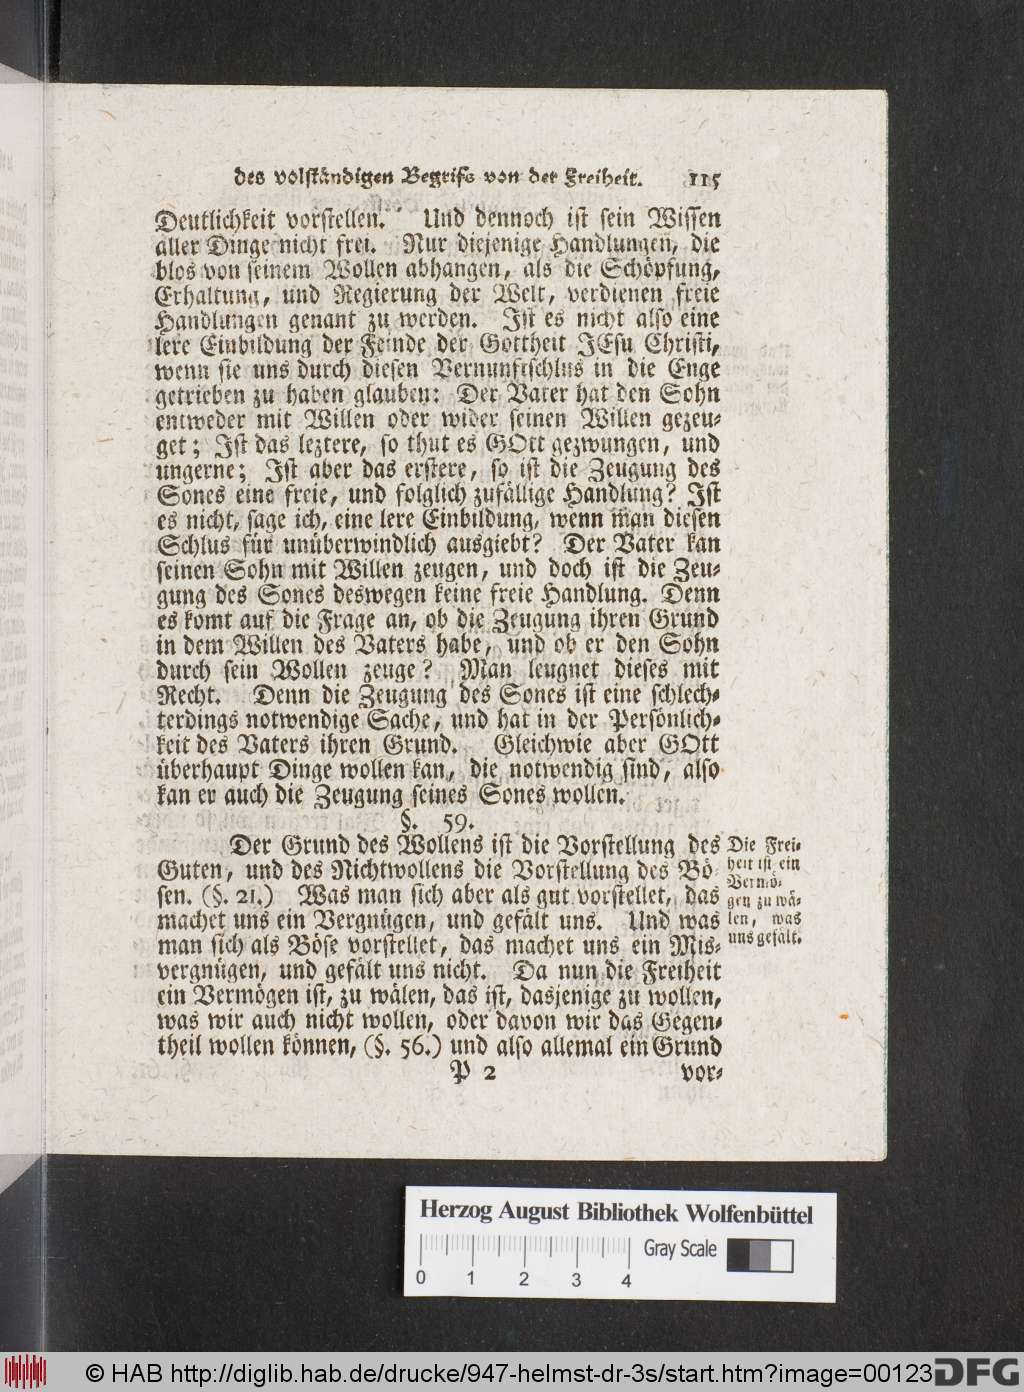 des volständigen Begrifs von der Freiheit. 115
Deutlichkeit vorstellen. Und dennoch ist sein Wissen
aller Dinge nicht frei. Nur diejenige Handlungen, die
blos von seinem Wollen abhangen, als die Schöpfung,
Erhaltung, und Regierung der Welt, verdienen freie
Handlungen genant zu werden. Ist es nicht also eine
lere Einbildung der Feinde der Gottheit JEsu Christi,
wenn sie uns durch diesen Vernunftschlus in die Enge
getrieben zu haben glauben: Der Vater hat den Sohn
entweder mit Willen oder wider seinen Willen gezeu-
get; Ist das leztere, so thut es GOtt gezwungen, und
ungerne; Ist aber das erstere, so ist die Zeugung des
Sones eine freie, und folglich zufällige Handlung? Ist
es nicht, sage ich, eine lere Einbildung, wenn man diesen
Schlus für unüberwindlich ausgiebt? Der Vater kan
seinen Sohn mit Willen zeugen, und doch ist die Zeu-
gung des Sones deswegen keine freie Handlung. Denn
es komt auf die Frage an, ob die Zeugung ihren Grund
in dem Willen des Vaters habe, und ob er den Sohn
durch sein Wollen zeuge? Man leugnet dieses mit
Recht. Denn die Zeugung des Sones ist eine schlech-
terdings notwendige Sache, und hat in der Persönlich-
keit des Vaters ihren Grund. Gleichwie aber GOtt
überhaupt Dinge wollen kan, die notwendig sind, also
kan er auch die Zeugung seines Sones wollen.
§. 59.
Der Grund des Wollens ist die Vorstellung des
Guten, und des Nichtwollens die Vorstellung des Bö
sen. (§. 21.) Was man sich aber als gut vorstellet, das
machet uns ein Vergnügen, und gefält uns. Und was
man sich als Böse vorstellet, das machet uns ein Mis-
vergnügen, und gefält uns nicht. Da nun die Freiheit
ein Vermögen ist, zu wälen, das ist, dasjenige zu wollen,
was wir auch nicht wollen, oder davon wir das Gegen-
theil wollen können, (§. 56.) und also allemal ein Grund
P 2 vor-
Die Frei-
heit ist ein
Vermö-
gen zu wä-
len, was
uns gefält.
Herzog August Bibliothek Wolfenbüttel
Gray Scale
0 1 2 3 4
© HAB http://diglib.hab.de/drucke/947-helmst-dr-3s/start.htm?image=00123
DFG